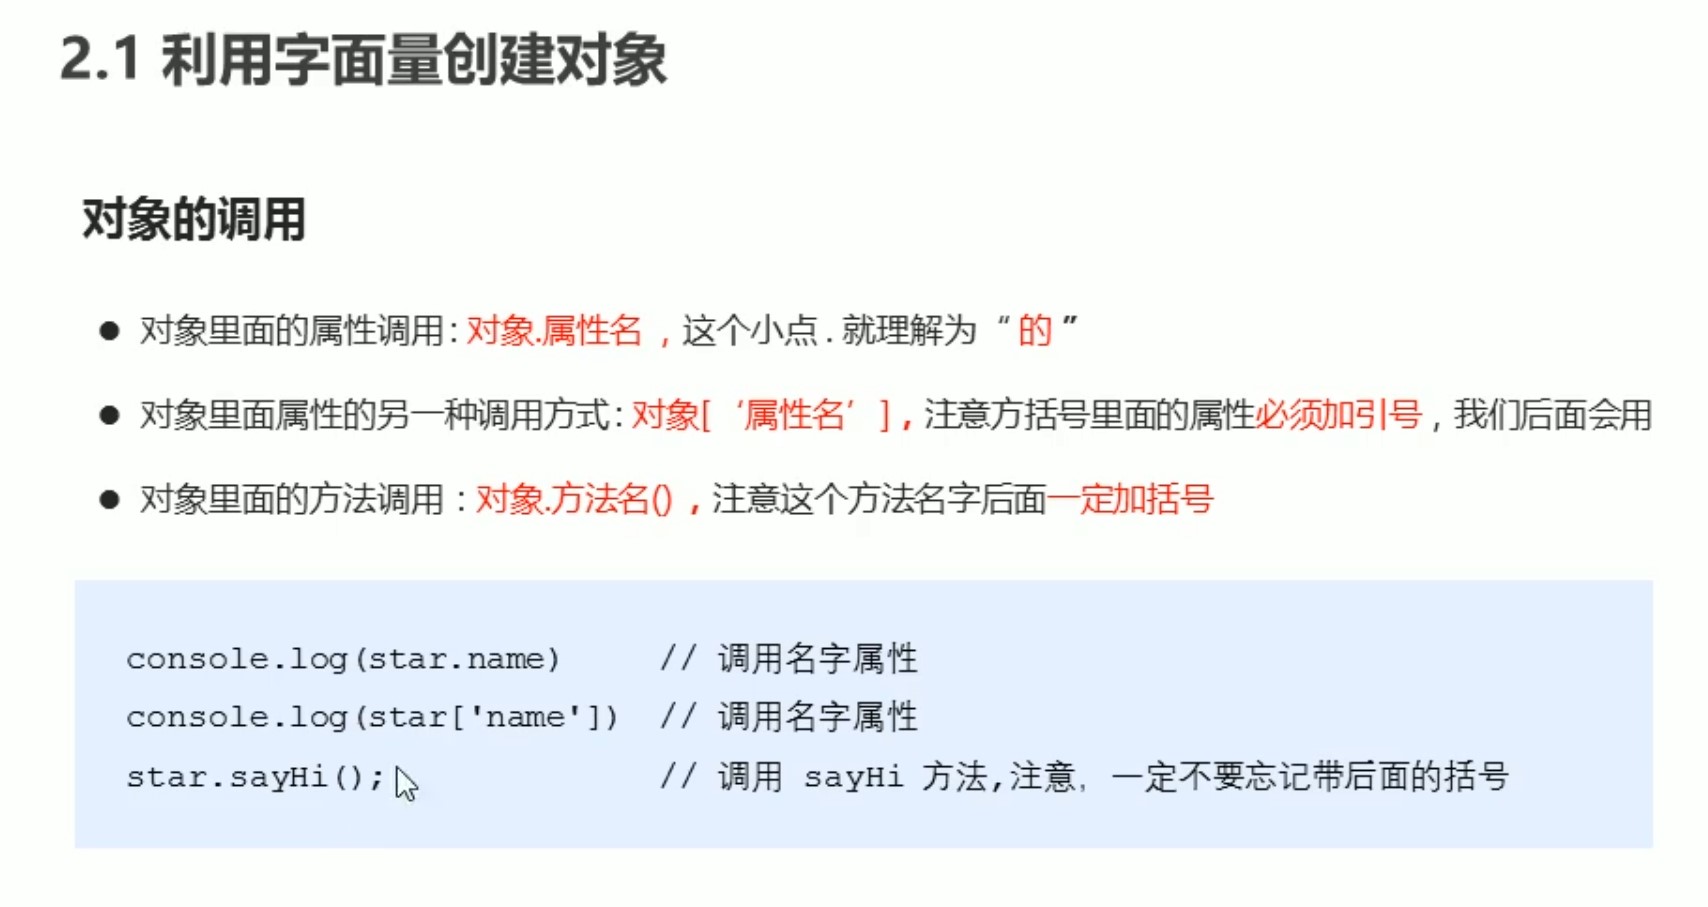 2.1 利用字面量创建对象
对象的调用
● 对象里面的属性调用 : 对象.属性名 ，这个小点 . 就理解为“ 的 ”
● 对象里面属性的另一种调用方式 : 对象[‘属性名’]，注意方括号里面的属性必须加引号，我们后面会用
● 对象里面的方法调用：对象.方法名() ，注意这个方法名字后面一定加括号
console.log(star.name)     // 调用名字属性
console.log(star['name'])  // 调用名字属性
star.sayHi();              // 调用 sayHi 方法,注意，一定不要忘记带后面的括号